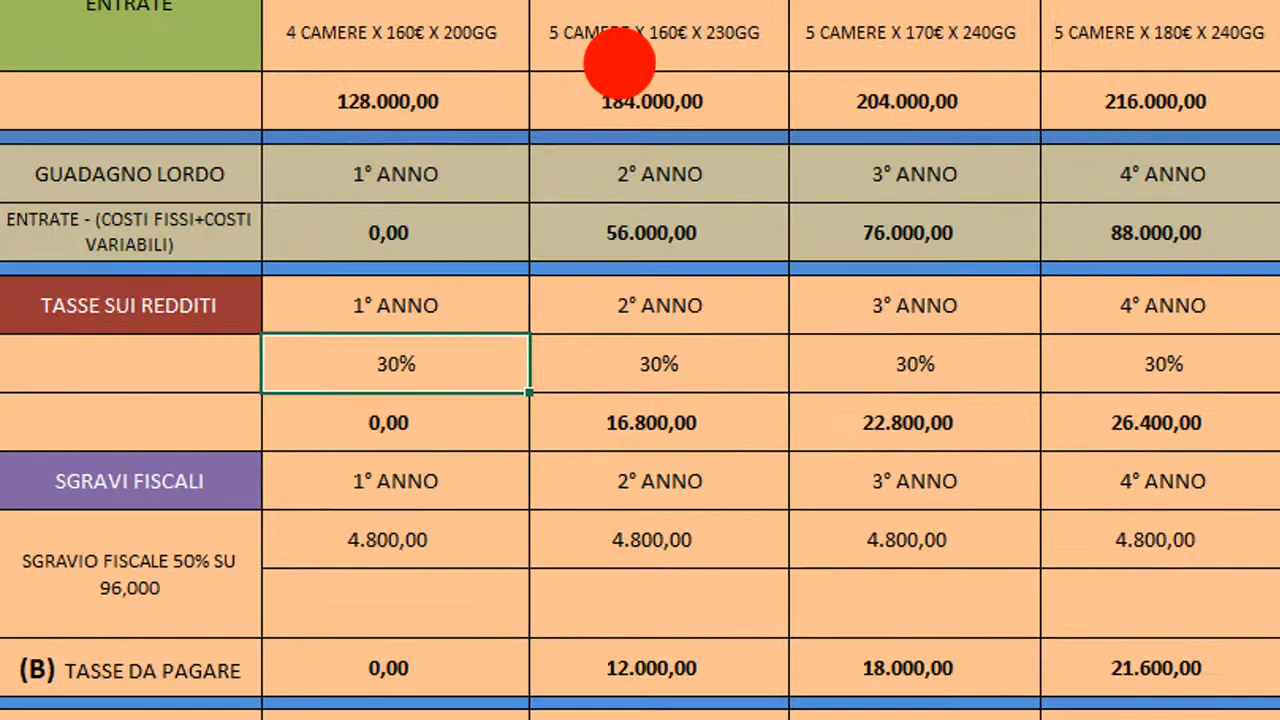 ENTRATE
4 CAMERE X 160€ X 200GG 5 CAMERE X 160€ X 230GG 5 CAMERE X 170€ X 240GG 5 CAMERE X 180€ X 240GG
128.000,00 184.000,00 204.000,00 216.000,00
GUADAGNO LORDO 1° ANNO 2° ANNO 3° ANNO 4° ANNO
ENTRATE - (COSTI FISSI+COSTI
VARIABILI) 0,00 56.000,00 76.000,00 88.000,00
TASSE SUI REDDITI 1° ANNO 2° ANNO 3° ANNO 4° ANNO
30% 30% 30% 30%
0,00 16.800,00 22.800,00 26.400,00
SGRAVI FISCALI 1° ANNO 2° ANNO 3° ANNO 4° ANNO
4.800,00 4.800,00 4.800,00 4.800,00
SGRAVIO FISCALE 50% SU
96,000
(B) TASSE DA PAGARE 0,00 12.000,00 18.000,00 21.600,00